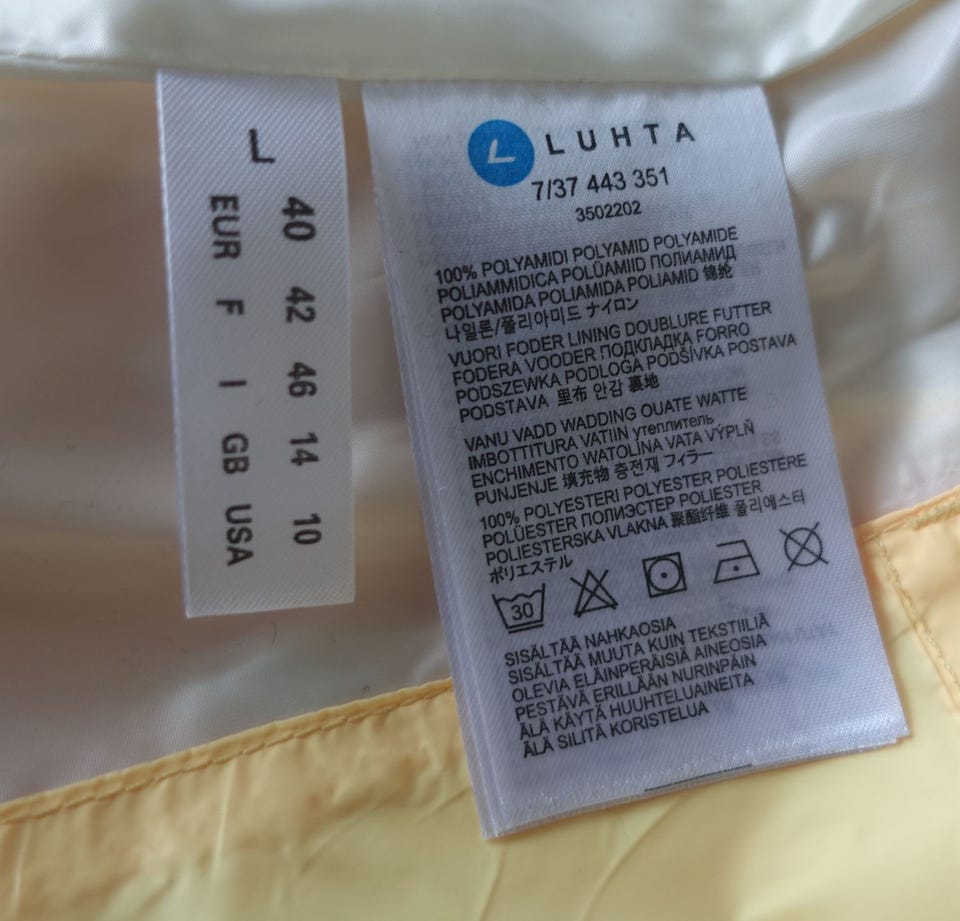 L
40 42 46 14 10
EUR F I GB USA
L LUHTA
7/37 443 351
3502202
100% POLYAMIDI POLYAMID POLYAMIDE
POLIAMMIDICA POLÜAMIID ПОЛИАМИД
POLYAMIDA POLIAMIDA POLIAMID 锦纶
나일론/폴리아미드 ナイロン
VUORI FODER LINING DOUBLURE FUTTER
FODERA VOODER ПОДКЛАДКА FORRO
PODSZEWKA PODLOGA PODŠÍVKA POSTAVA
PODSTAVA 里布 안감 裏地
VANU VADD WADDING OUATE WATTE
IMBOTTITURA VATIIN утеплитель
ENCHIMENTO WATOLINA VATA VÝPLŇ
PUNJENJE 填充物 충전재 フィラー
100% POLYESTERI POLYESTER POLIESTERE
POLÜESTER ПОЛИЭСТЕР POLIESTER
POLIESTERSKA VLAKNA 聚酯纤维 폴리에스터
ポリエステル
30
SISÄLTÄÄ NAHKAOSIA
SISÄLTÄÄ MUUTA KUIN TEKSTIILIÄ
OLEVIA ELÄINPERÄISIÄ AINEOSIA
PESTÄVÄ ERILLÄÄN NURINPÄIN
ÄLÄ KÄYTÄ HUUHTELUAINEITA
ÄLÄ SILITÄ KORISTELUA